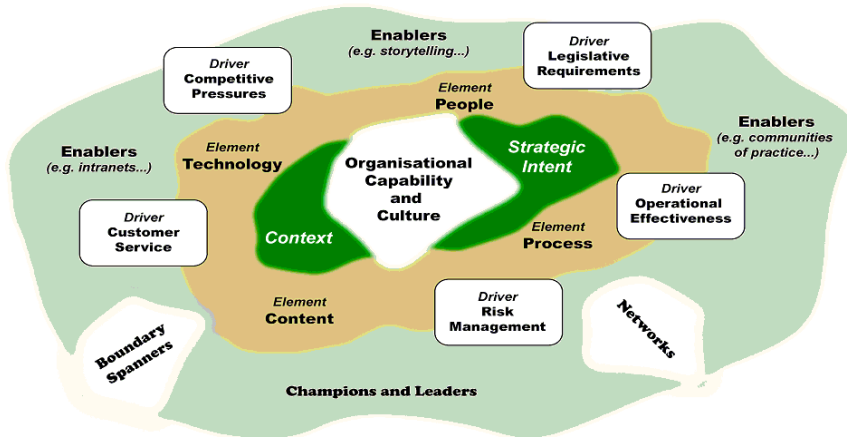 Enablers
(e.g. storytelling...)
Driver
Competitive
Pressures
Driver
Legislative
Requirements
Element
People
Enablers
(e.g. communities
of practice...)
Enablers
(e.g. intranets...)
Element
Technology
Organisational
Capability
and
Culture
Strategic
Intent
Driver
Operational
Effectiveness
Driver
Customer
Service
Context
Element
Process
Element
Content
Driver
Risk
Management
Boundary
Spanners
Networks
Champions and Leaders